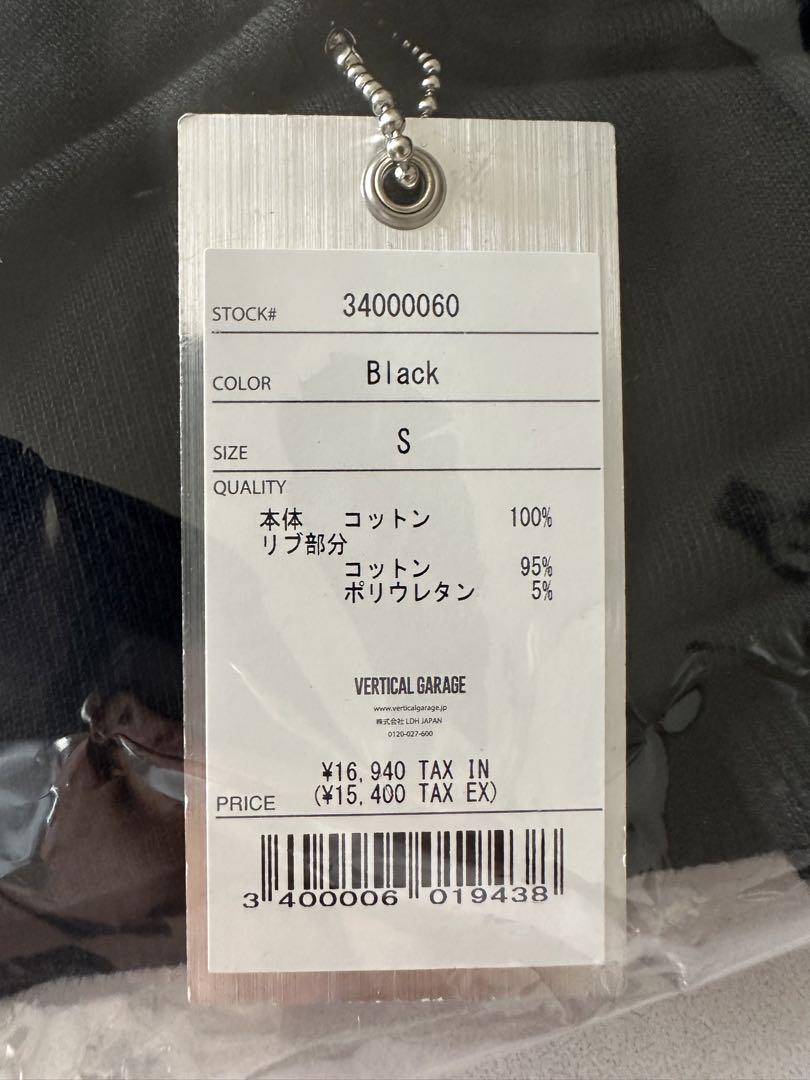 STOCK# 34000060
COLOR Black
SIZE S
QUALITY
本体 コットン 100%
リブ部分
コットン 95%
ポリウレタン 5%
VERTICAL GARAGE
www.verticalgarage.jp
株式会社 LDH JAPAN
0120-027-600
¥16,940 TAX IN
PRICE (¥15,400 TAX EX)
3 400006 019438